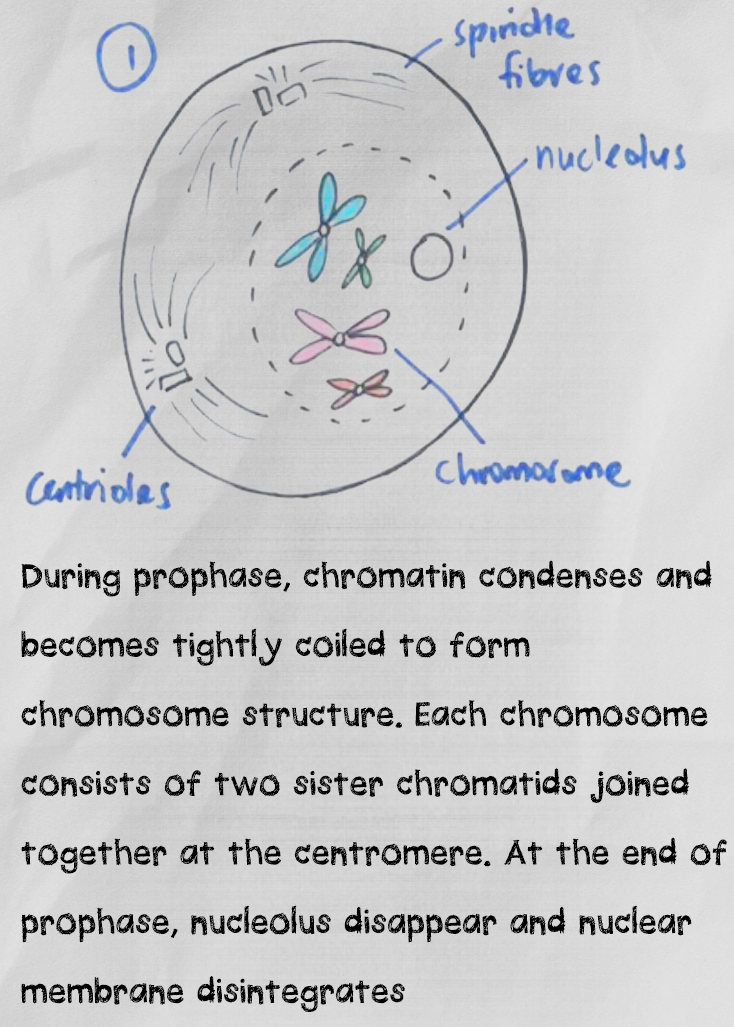 1
spindle
fibres
nucleolus
chromosome
Centrioles
During prophase, chromatin condenses and
becomes tightly coiled to form
chromosome structure. Each chromosome
consists of two sister chromatids joined
together at the centromere. At the end of
prophase, nucleolus disappear and nuclear
membrane disintegrates